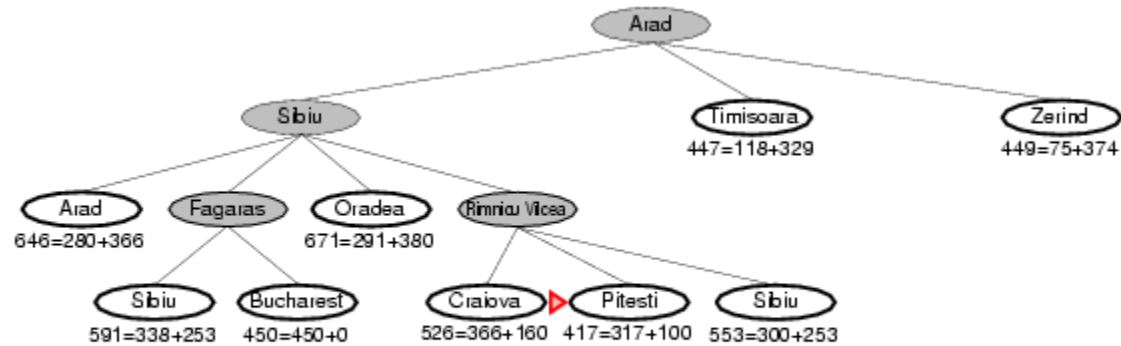 Arad
Sibiu
Timisoara
Zerind
447=118+329
449=75+374
Arad
Fagaras
Oradea
Rimnicu Vilcea
646=280+366
671=291+380
Sibiu
Bucharest
Craiova
Pitesti
Sibiu
591=338+253
450=450+0
526=366+160
417=317+100
553=300+253